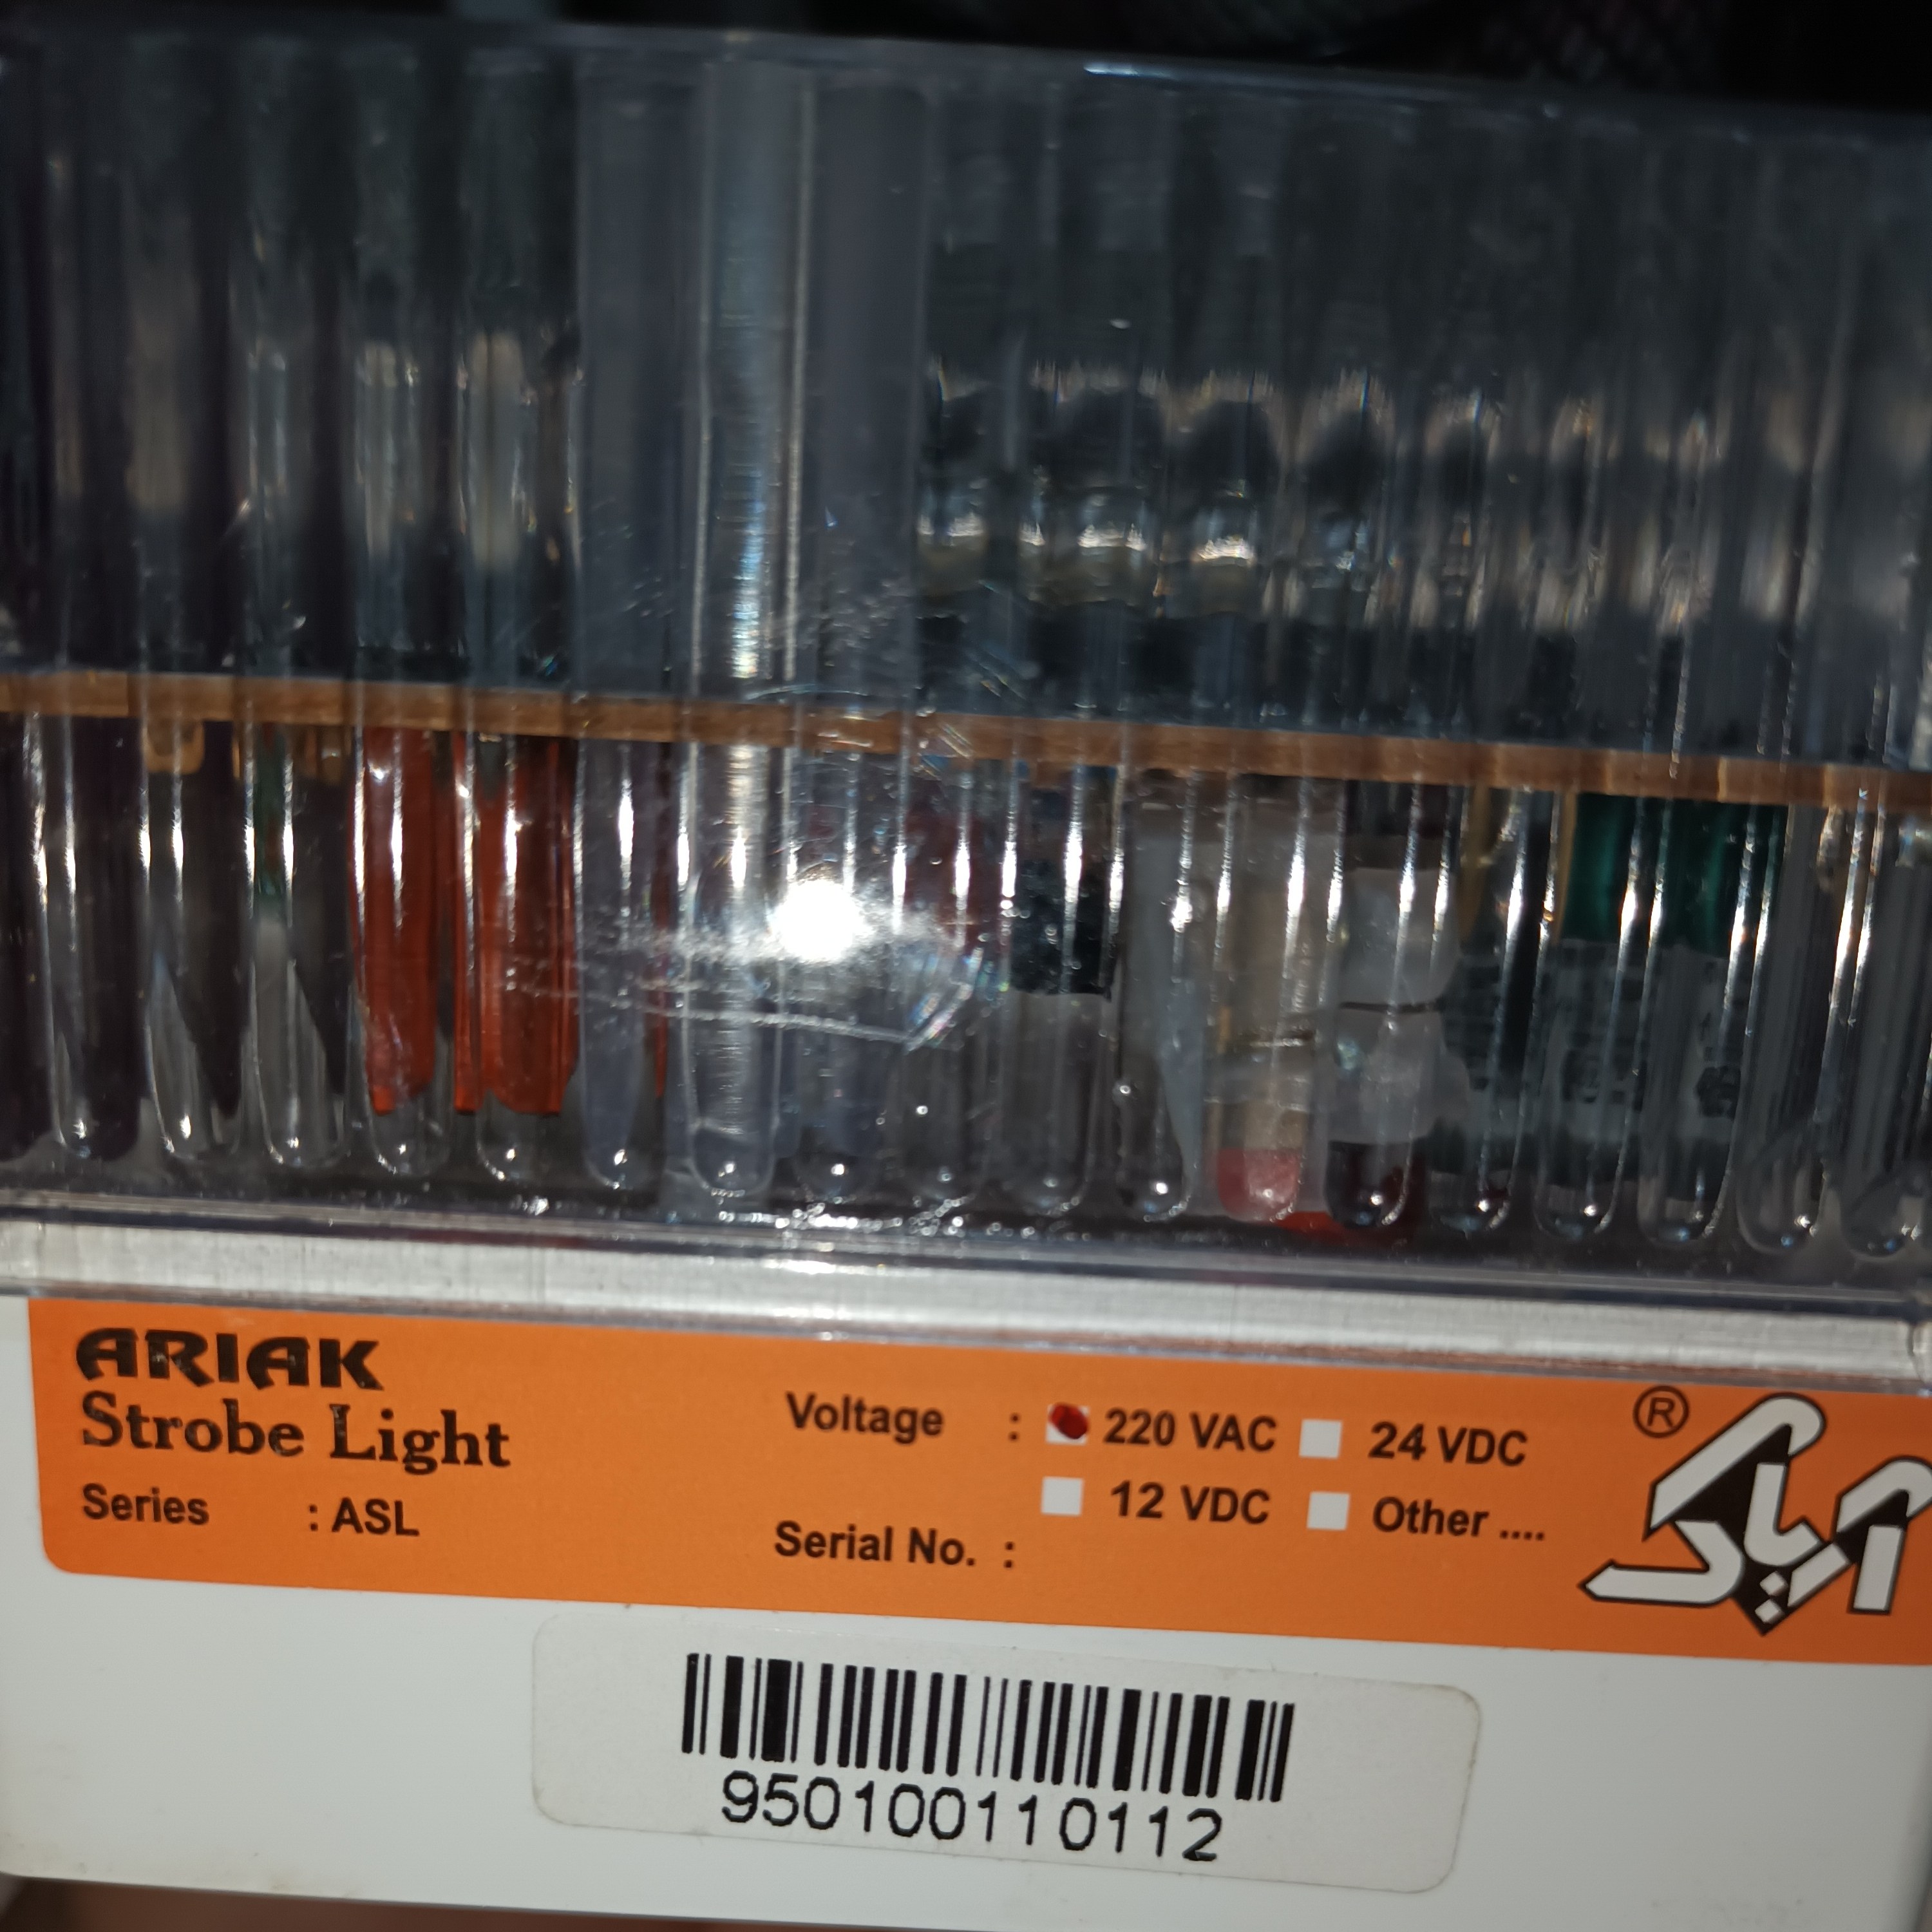 ARIAK
Strobe Light
Series : ASL
Voltage : 220 VAC 24 VDC
12 VDC Other ....
Serial No. :
®
آریاک
950100110112